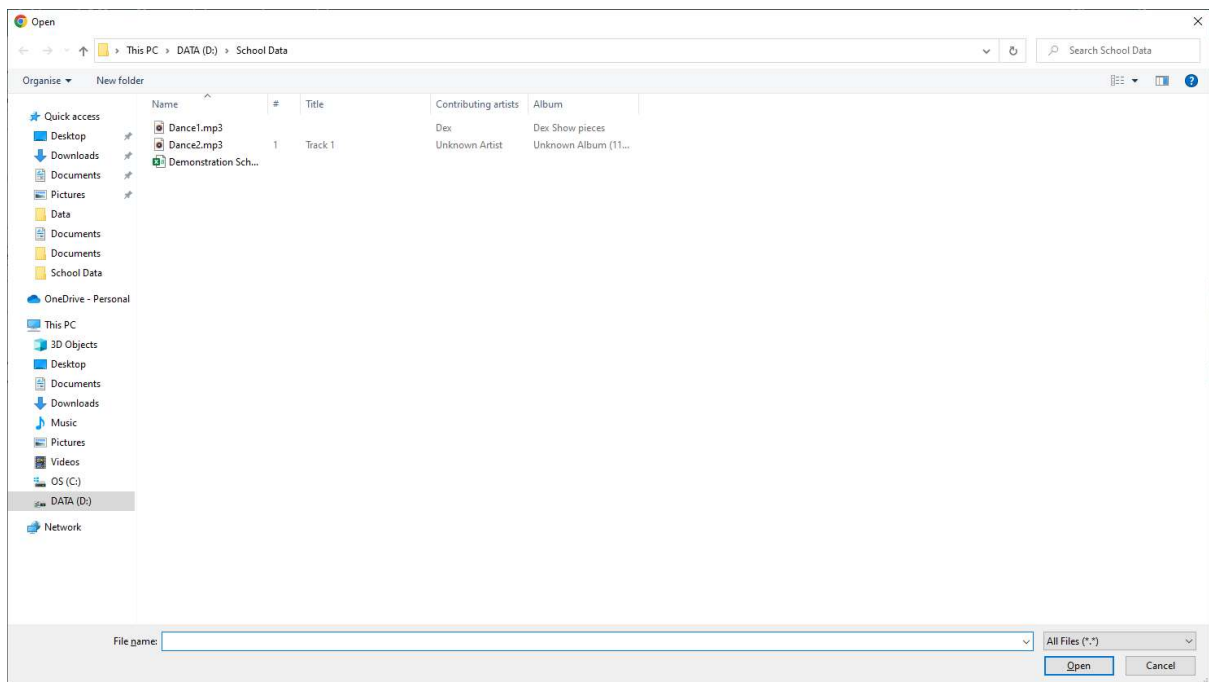 Open
This PC > DATA (D:) > School Data
Search School Data
Organise
New folder
Name # Title Contributing artists Album
Dance1.mp3 Dex Dex Show pieces
Dance2.mp3 1 Track 1 Unknown Artist Unknown Album (11...
Demonstration Sch...
Quick access
Desktop
Downloads
Documents
Pictures
Data
Documents
Documents
School Data
OneDrive - Personal
This PC
3D Objects
Desktop
Documents
Downloads
Music
Pictures
Videos
OS (C:)
DATA (D:)
Network
File name:
All Files (*.*)
Open Cancel